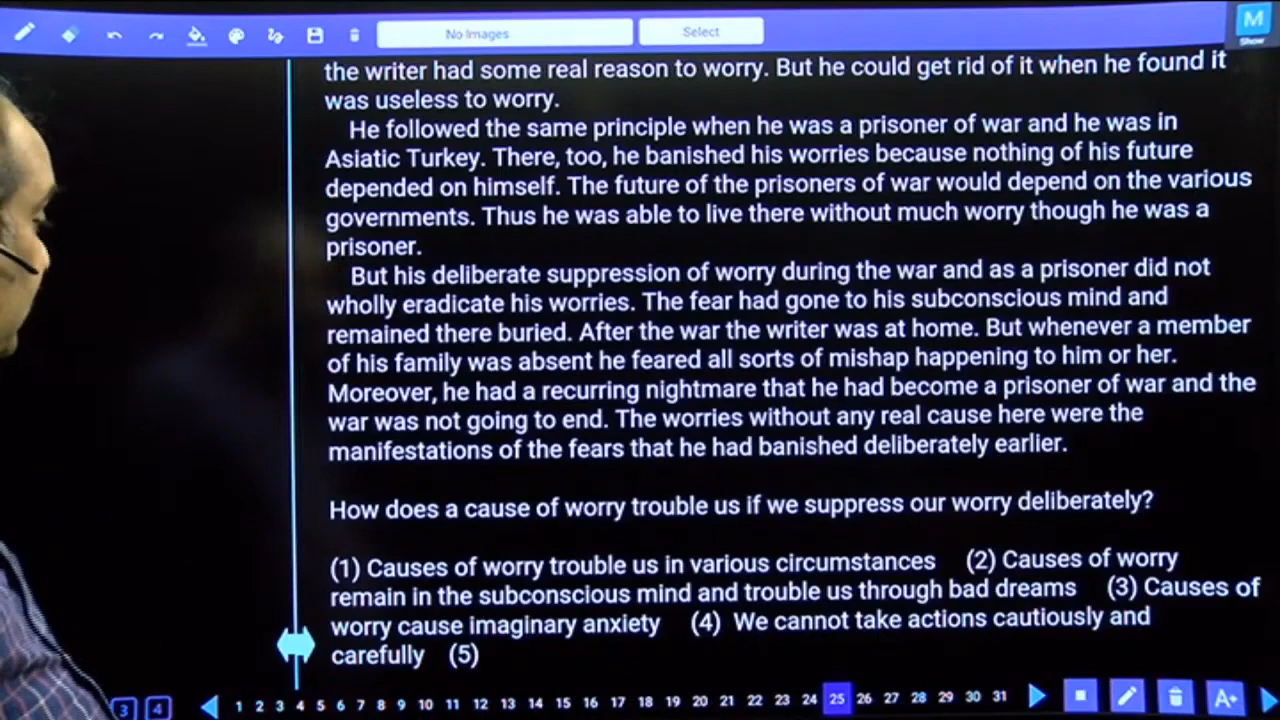 No Images Select
M
Show
the writer had some real reason to worry. But he could get rid of it when he found it
was useless to worry.
He followed the same principle when he was a prisoner of war and he was in
Asiatic Turkey. There, too, he banished his worries because nothing of his future
depended on himself. The future of the prisoners of war would depend on the various
governments. Thus he was able to live there without much worry though he was a
prisoner.
But his deliberate suppression of worry during the war and as a prisoner did not
wholly eradicate his worries. The fear had gone to his subconscious mind and
remained there buried. After the war the writer was at home. But whenever a member
of his family was absent he feared all sorts of mishap happening to him or her.
Moreover, he had a recurring nightmare that he had become a prisoner of war and the
war was not going to end. The worries without any real cause here were the
manifestations of the fears that he had banished deliberately earlier.
How does a cause of worry trouble us if we suppress our worry deliberately?
(1) Causes of worry trouble us in various circumstances (2) Causes of worry
remain in the subconscious mind and trouble us through bad dreams (3) Causes of
worry cause imaginary anxiety (4) We cannot take actions cautiously and
carefully (5)
3 4 1 2 3 4 5 6 7 8 9 10 11 12 13 14 15 16 17 18 19 20 21 22 23 24 25 26 27 28 29 30 31 A+